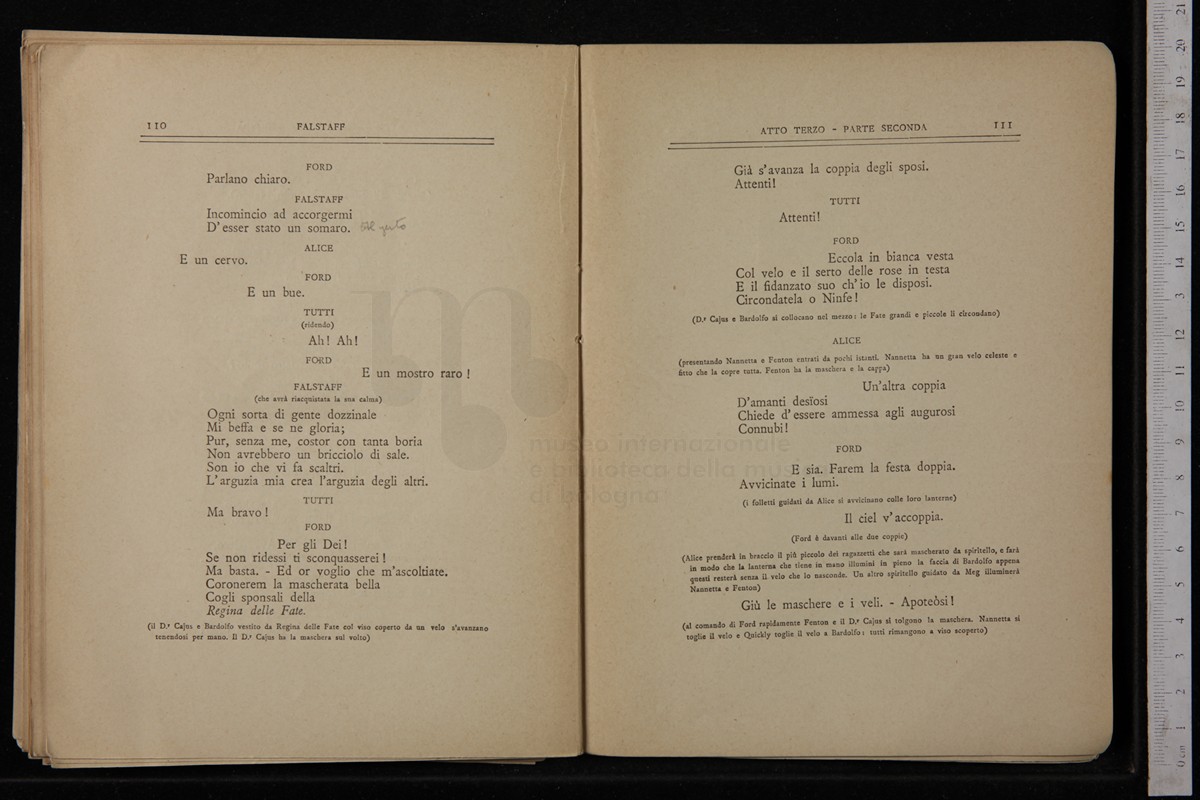 110
FALSTAFF
FORD
Parlano chiaro.
FALSTAFF
Incomincio ad accorgermi
D'esser stato un somaro.
ALICE
E un cervo.
FORD
E un bue.
TUTTI
(ridendo)
Ah! Ah!
FORD
E un mostro raro!
FALSTAFF
(che avrà riacquistata la sua calma)
Ogni sorta di gente dozzinale
Mi beffa e se ne gloria;
Pur, senza me, costor con tanta boria
Non avrebbero un bricciolo di sale.
Son io che vi fa scaltri.
L'arguzia mia crea l'arguzia degli altri.
TUTTI
Ma bravo!
FORD
Per gli Dei!
Se non ridessi ti sconquasserei!
Ma basta. - Ed or voglio che m'ascoltiate.
Coronerem la mascherata bella
Cogli sponsali della
Regina delle Fate.
(il D.r Cajus e Bardolfo vestito da Regina delle Fate col viso coperto da un velo s'avanzano
tenendosi per mano. Il D.r Cajus ha la maschera sul volto)
ATTO TERZO - PARTE SECONDA
111
Già s'avanza la coppia degli sposi.
Attenti!
TUTTI
Attenti!
FORD
Eccola in bianca vesta
Col velo e il serto delle rose in testa
E il fidanzato suo ch'io le disposi.
Circondatela o Ninfe!
(D.r Cajus e Bardolfo si collocano nel mezzo: le Fate grandi e piccole li circondano)
ALICE
(presentando Nannetta e Fenton entrati da pochi istanti. Nannetta ha un gran velo celeste e
fitto che la copre tutta. Fenton ha la maschera e la cappa)
Un'altra coppia
D'amanti desïosi
Chiede d'essere ammessa agli augurosi
Connubi!
FORD
E sia. Farem la festa doppia.
Avvicinate i lumi.
(i folletti guidati da Alice si avvicinano colle loro lanterne)
Il ciel v'accoppia.
(Ford è davanti alle due coppie)
(Alice prenderà in braccio il più piccolo dei ragazzetti che sarà mascherato da spiritello, e farà
in modo che la lanterna che tiene in mano illumini in pieno la faccia di Bardolfo appena
questi resterà senza il velo che lo nasconde. Un altro spiritello guidato da Meg illuminerà
Nannetta e Fenton)
Giù le maschere e i veli. - Apoteòsi!
(al comando di Ford rapidamente Fenton e il D.r Cajus si tolgono la maschera. Nannetta si
toglie il velo e Quickly toglie il velo a Bardolfo: tutti rimangono a viso scoperto)
museo internazionale
e biblioteca della mus
di bologna